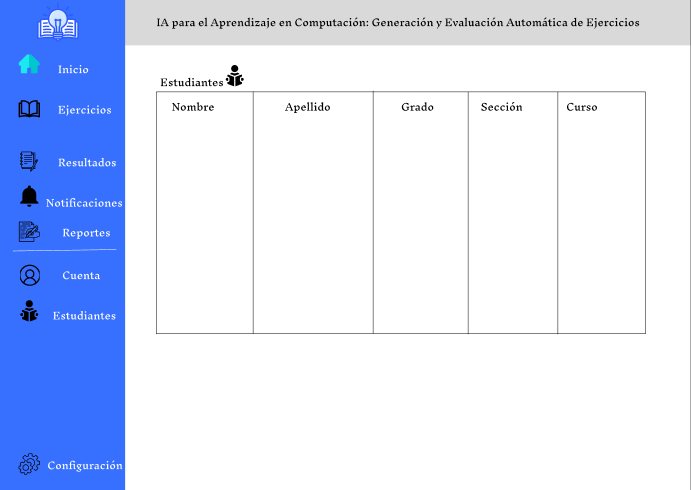 IA para el Aprendizaje en Computación: Generación y Evaluación Automática de Ejercicios
Inicio
Ejercicios
Resultados
Notificaciones
Reportes
Cuenta
Estudiantes
Configuración
Estudiantes
Nombre Apellido Grado Sección Curso